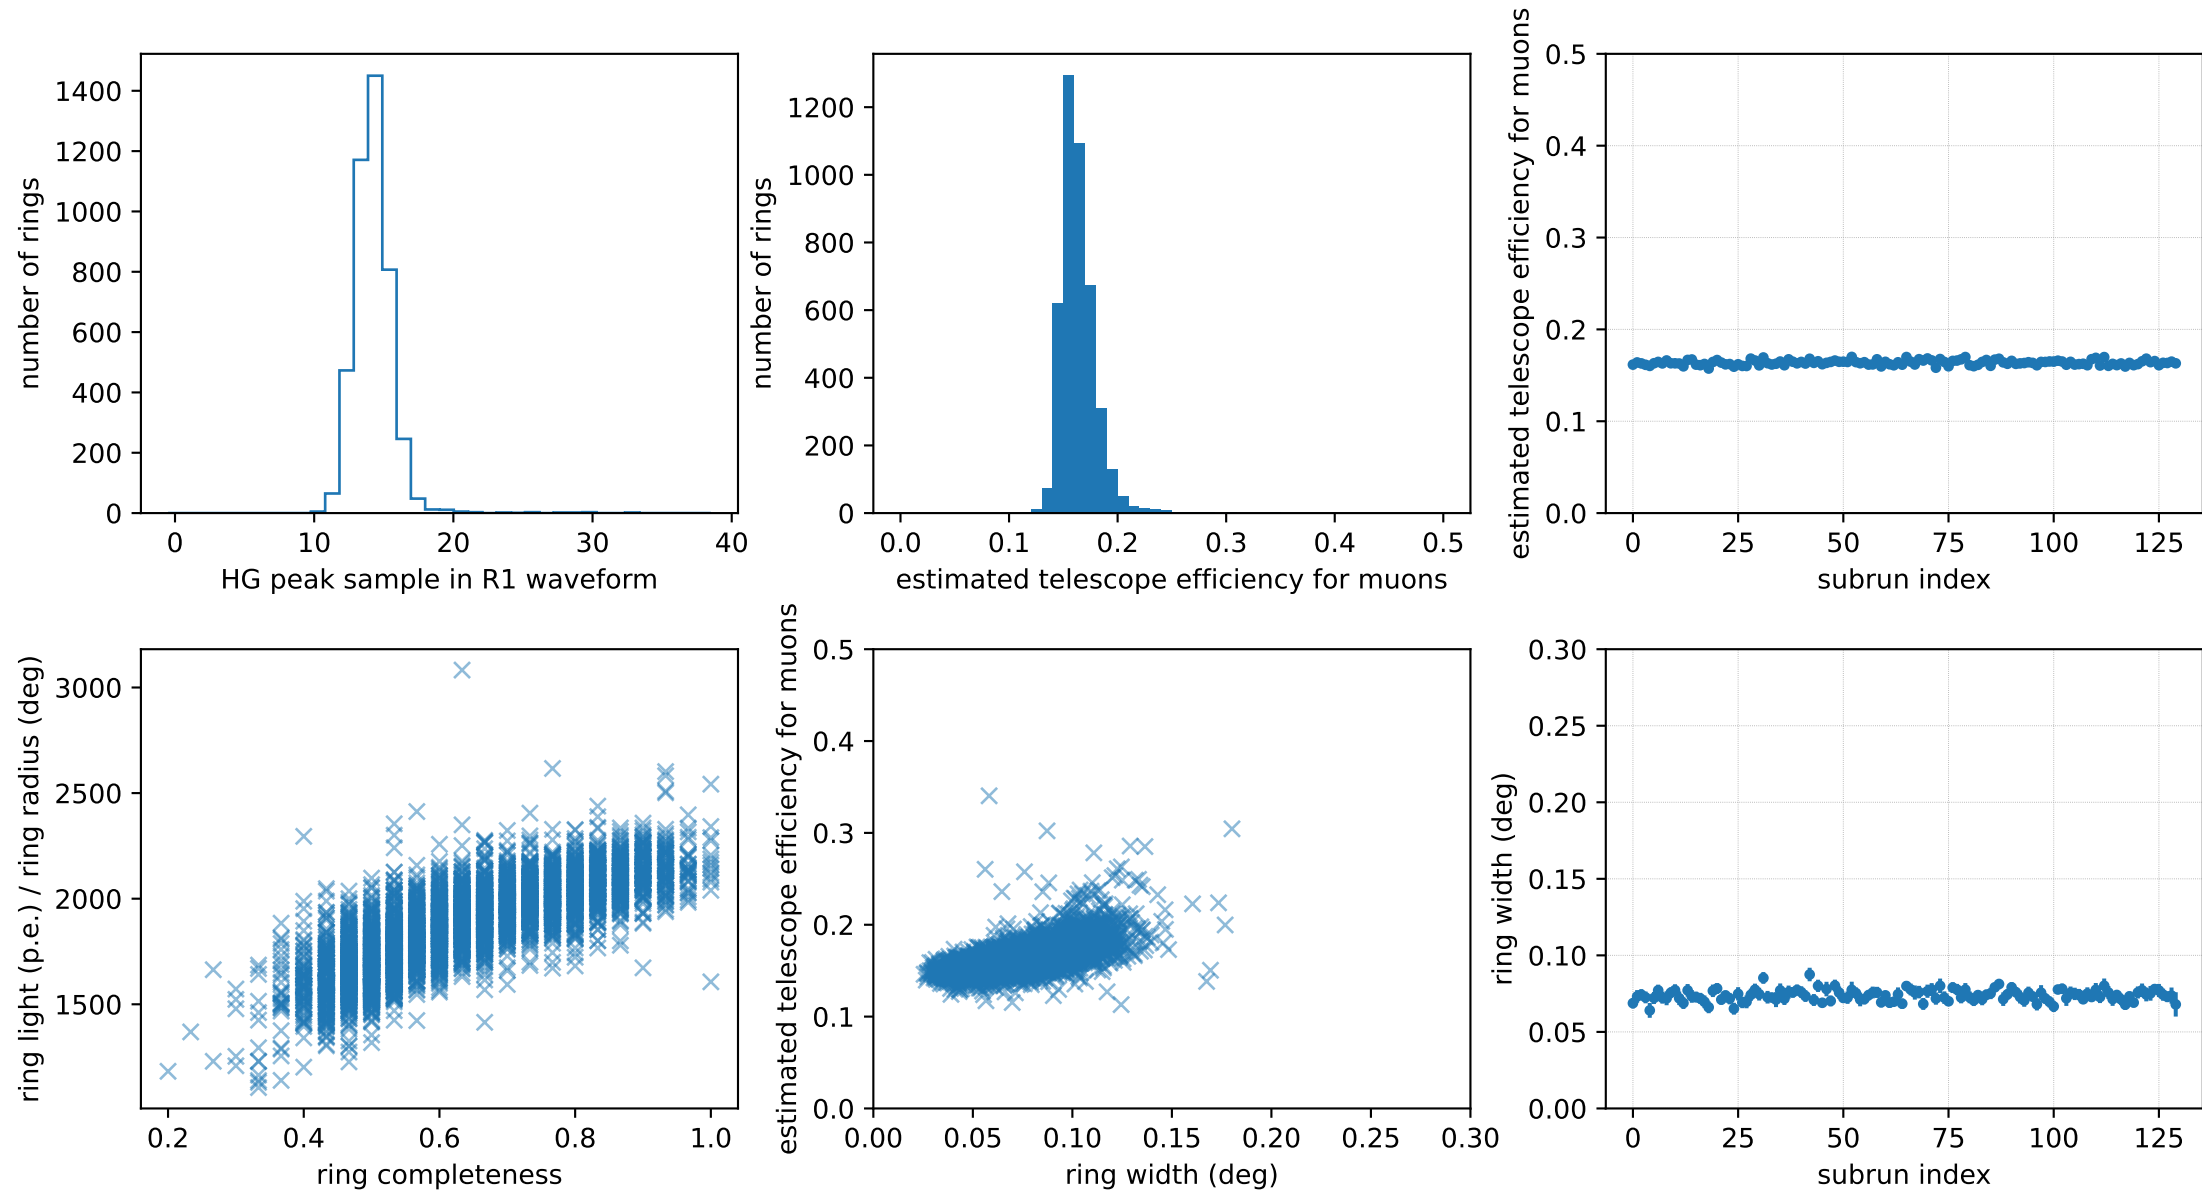 1400
1200
1000
800
600
400
200
0
number of rings
0 10 20 30 40
HG peak sample in R1 waveform
1200
1000
800
600
400
200
0
number of rings
0.0 0.1 0.2 0.3 0.4 0.5
estimated telescope efficiency for muons
0.5
0.4
0.3
0.2
0.1
0.0
estimated telescope efficiency for muons
0 25 50 75 100 125
subrun index
3000
2500
2000
1500
ring light (p.e.) / ring radius (deg)
0.2 0.4 0.6 0.8 1.0
ring completeness
0.5
0.4
0.3
0.2
0.1
0.0
estimated telescope efficiency for muons
0.00 0.05 0.10 0.15 0.20 0.25 0.30
ring width (deg)
0.30
0.25
0.20
0.15
0.10
0.05
0.00
ring width (deg)
0 25 50 75 100 125
subrun index